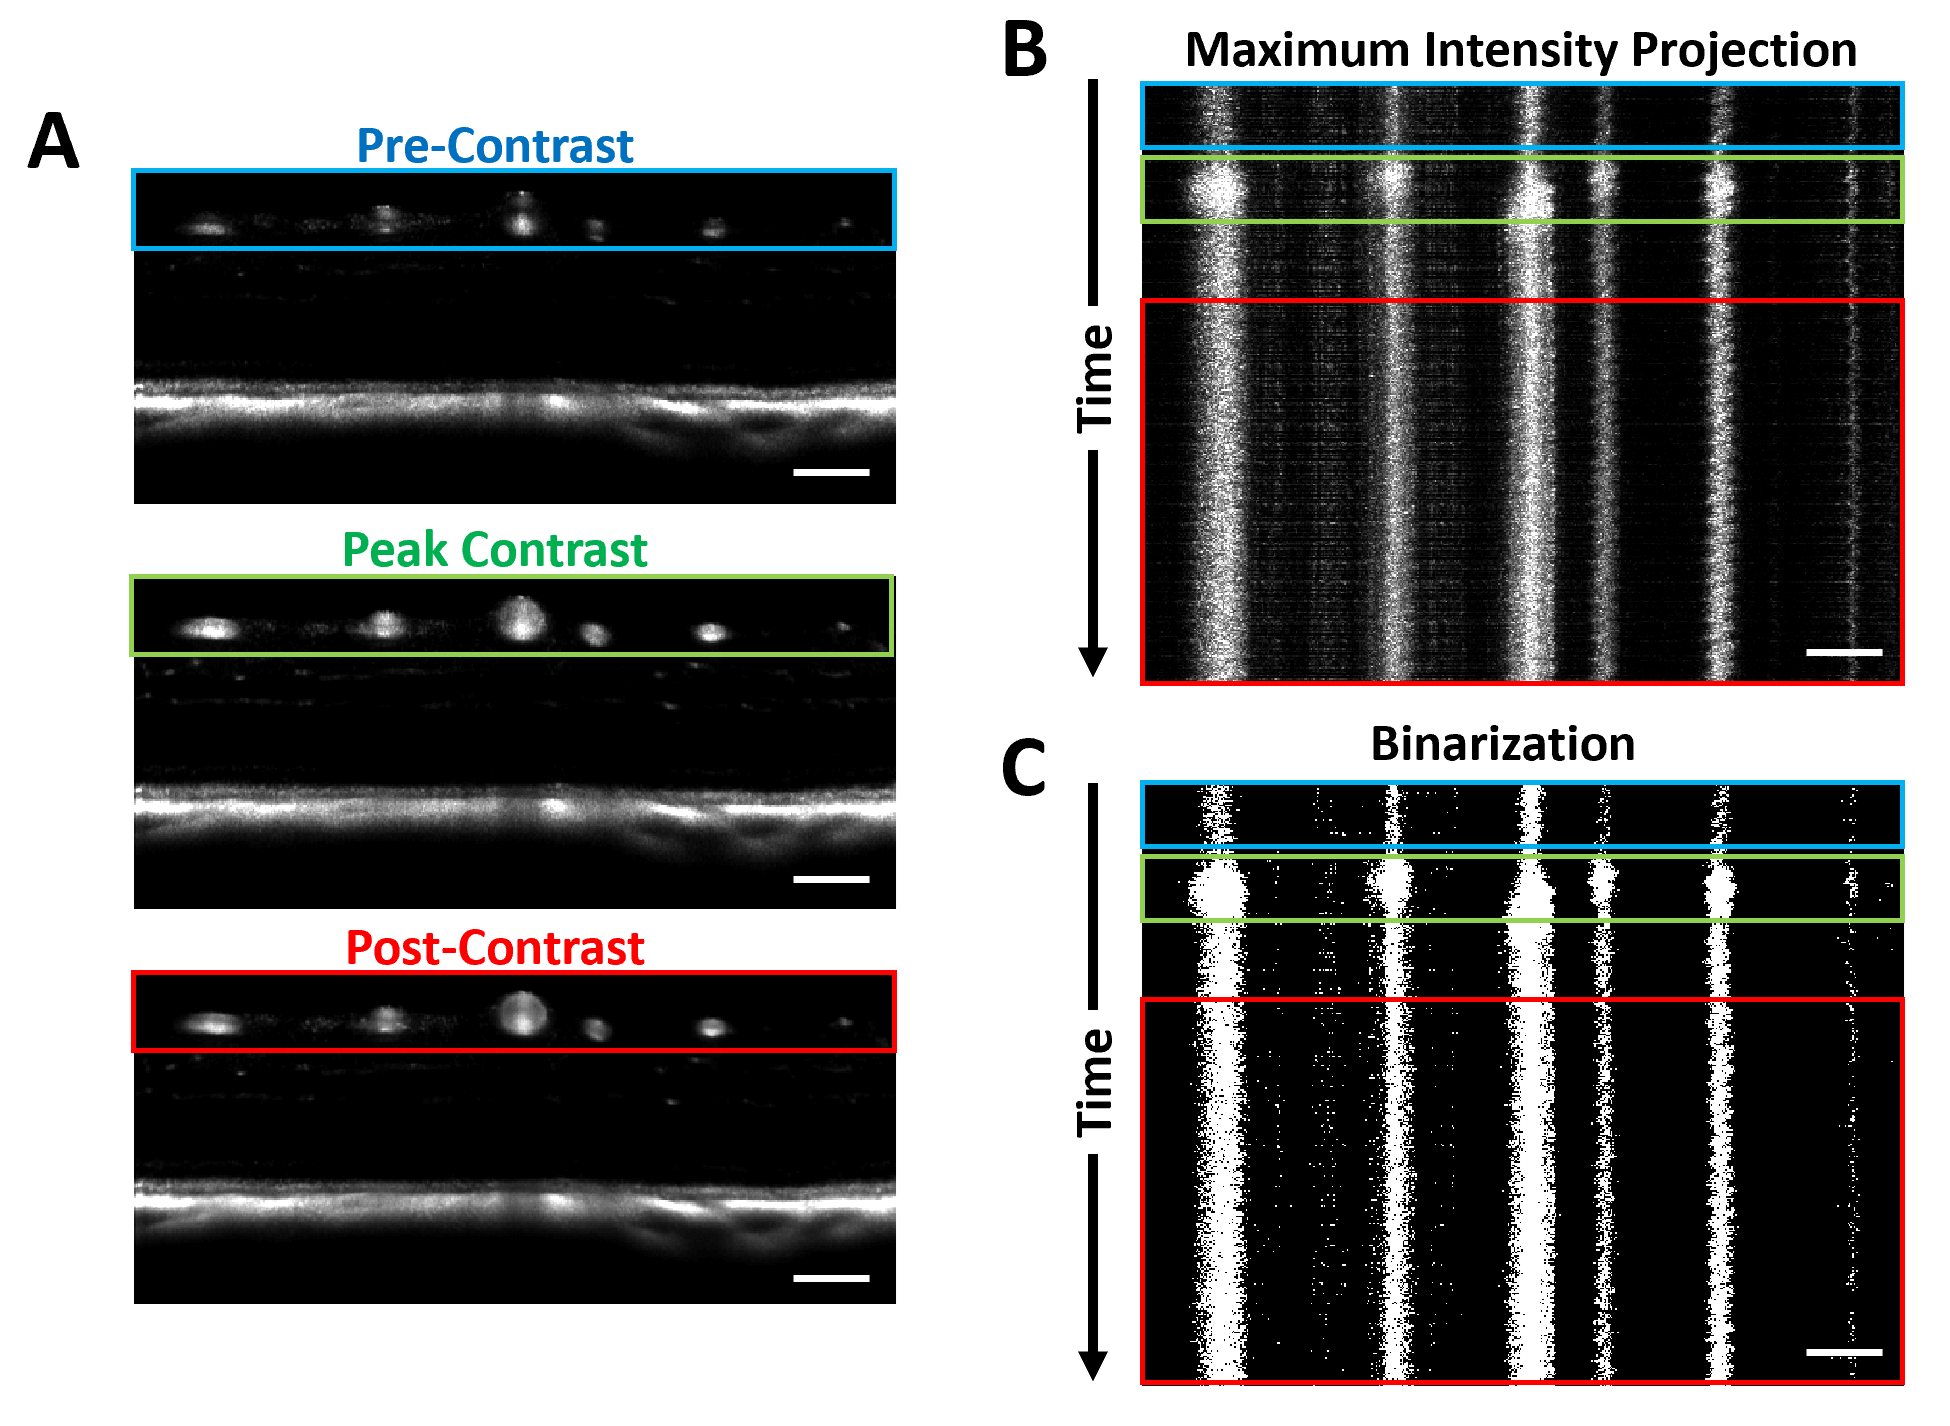 A
Pre-Contrast
Peak Contrast
Post-Contrast
B
Maximum Intensity Projection
Time
C
Binarization
Time